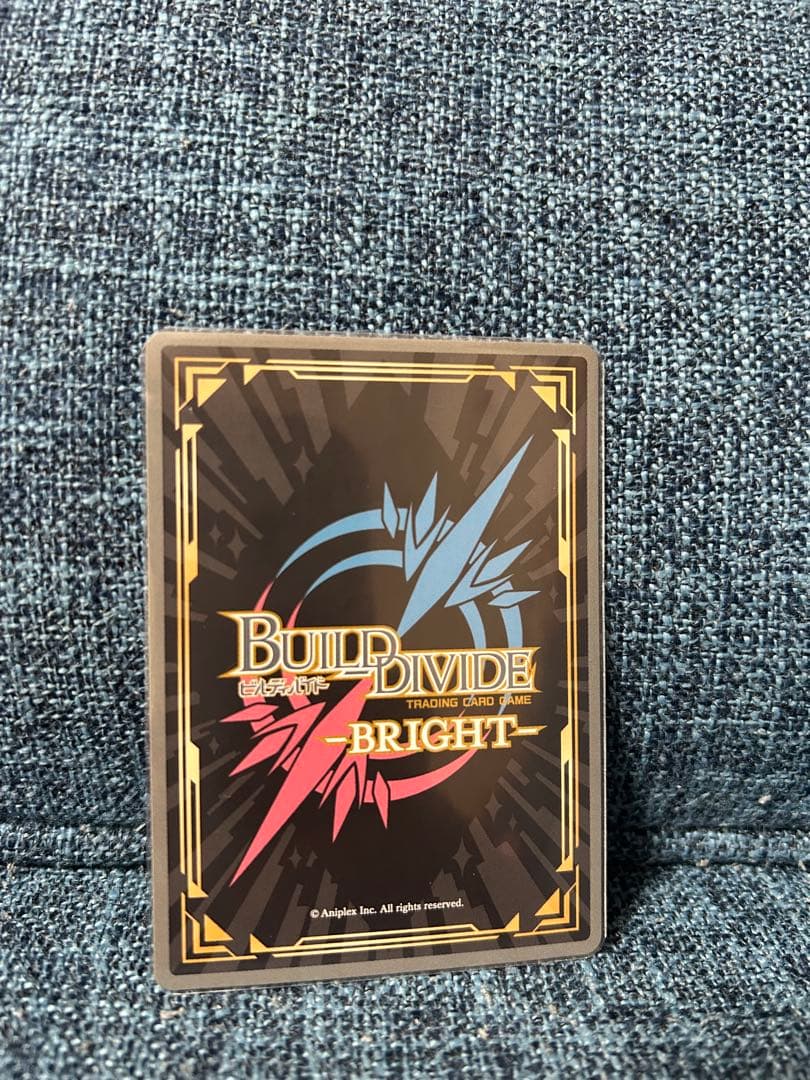 BUILD DIVIDE
ビルディバイド
TRADING CARD GAME
-BRIGHT-
© Aniplex Inc. All rights reserved.